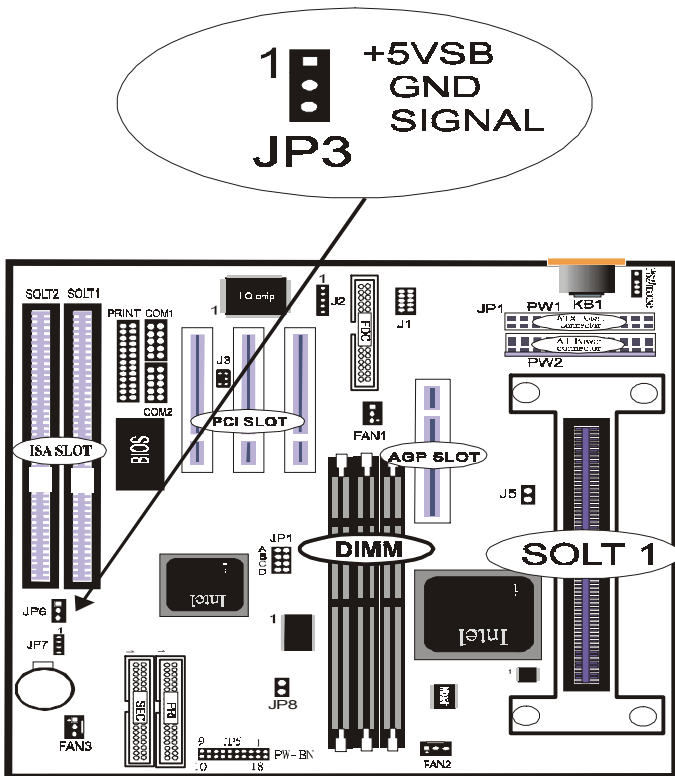 1
+5VSB
GND
SIGNAL
JP3
SOLT2 SOLT1
PRINT COM1
COM2
1
I O chip
1
J2
FDC
J1
JP1
PW1
KB1
ATX Power
connector
AT Power
connector
PW2
J3
PCI SLOT
FAN1
AGP SLOT
ISA SLOT
BIOS
J5
JP1
ABCD
DIMM
SOLT 1
Intel
i
Intel
JP6
1
JP7
1
1
SEC
PRI
JP8
FAN3
9 JP5 1
PW-BN
10 18
FAN2